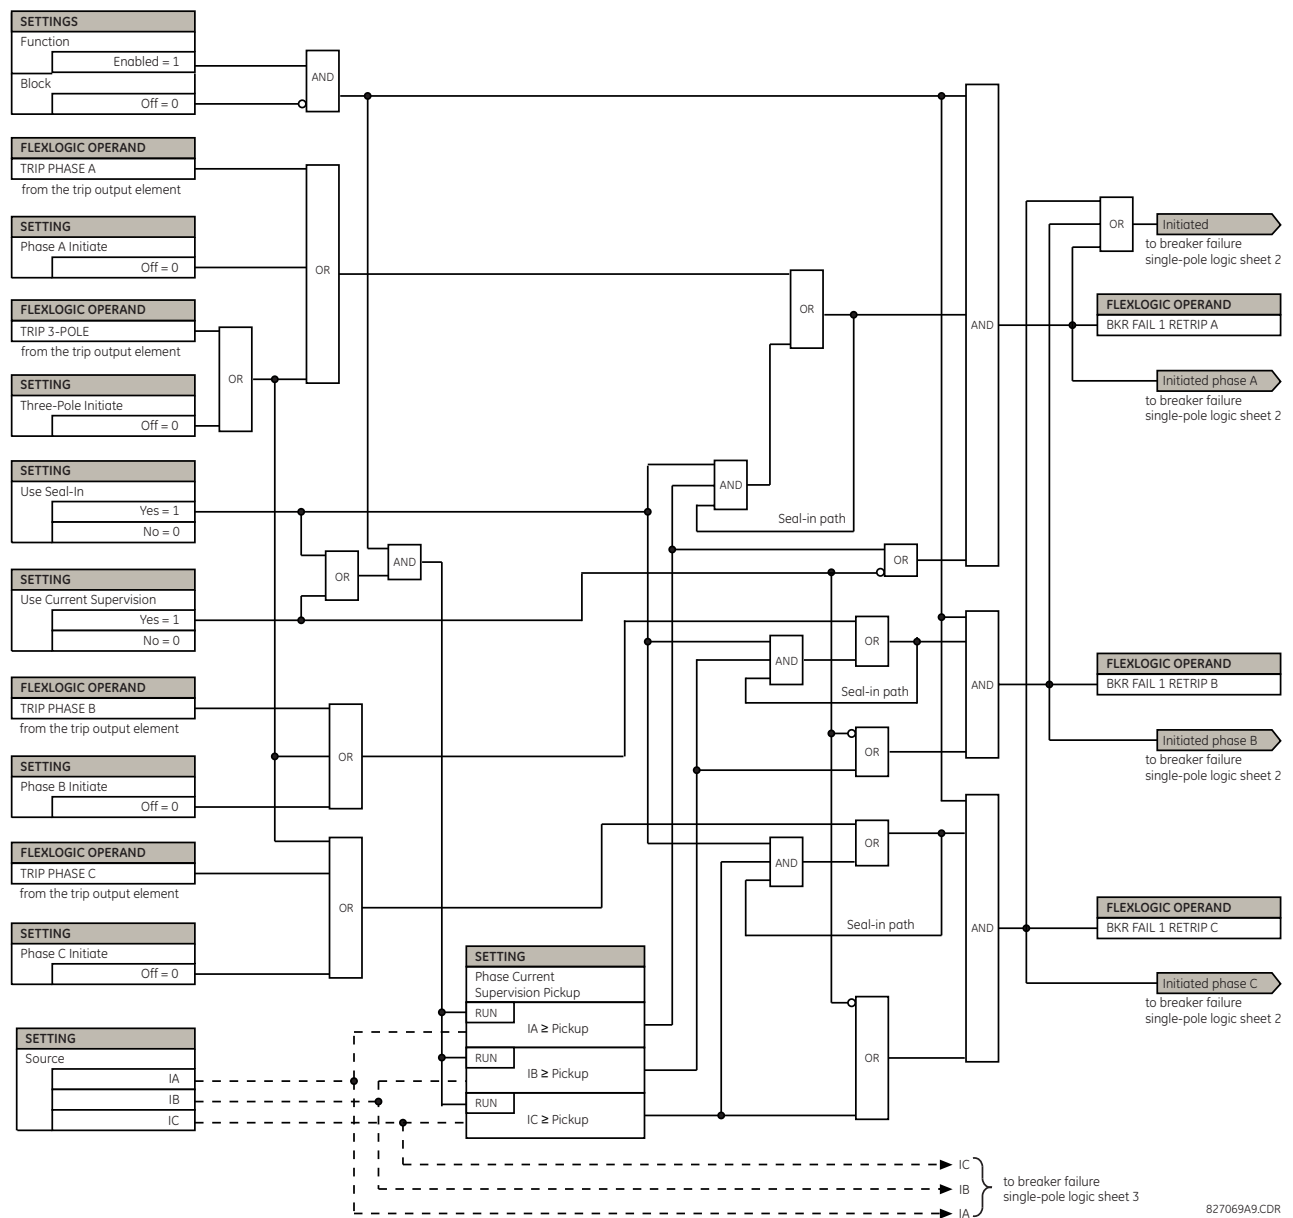 SETTINGS
Function
Enabled = 1
Block
Off = 0
AND
FLEXLOGIC OPERAND
TRIP PHASE A
from the trip output element
SETTING
Phase A Initiate
Off = 0
OR
FLEXLOGIC OPERAND
TRIP 3-POLE
from the trip output element
SETTING
Three-Pole Initiate
Off = 0
OR
SETTING
Use Seal-In
Yes = 1
No = 0
SETTING
Use Current Supervision
Yes = 1
No = 0
OR
AND
FLEXLOGIC OPERAND
TRIP PHASE B
from the trip output element
SETTING
Phase B Initiate
Off = 0
OR
FLEXLOGIC OPERAND
TRIP PHASE C
from the trip output element
SETTING
Phase C Initiate
Off = 0
OR
SETTING
Source
IA
IB
IC
SETTING
Phase Current
Supervision Pickup
RUN
IA ≥ Pickup
RUN
IB ≥ Pickup
RUN
IC ≥ Pickup
OR
AND
Seal-in path
OR
AND
OR
AND
Seal-in path
OR
AND
OR
AND
Seal-in path
OR
AND
OR
Initiated
to breaker failure
single-pole logic sheet 2
FLEXLOGIC OPERAND
BKR FAIL 1 RETRIP A
Initiated phase A
to breaker failure
single-pole logic sheet 2
FLEXLOGIC OPERAND
BKR FAIL 1 RETRIP B
Initiated phase B
to breaker failure
single-pole logic sheet 2
FLEXLOGIC OPERAND
BKR FAIL 1 RETRIP C
Initiated phase C
to breaker failure
single-pole logic sheet 2
IC
IB
IA
to breaker failure
single-pole logic sheet 3
827069A9.CDR